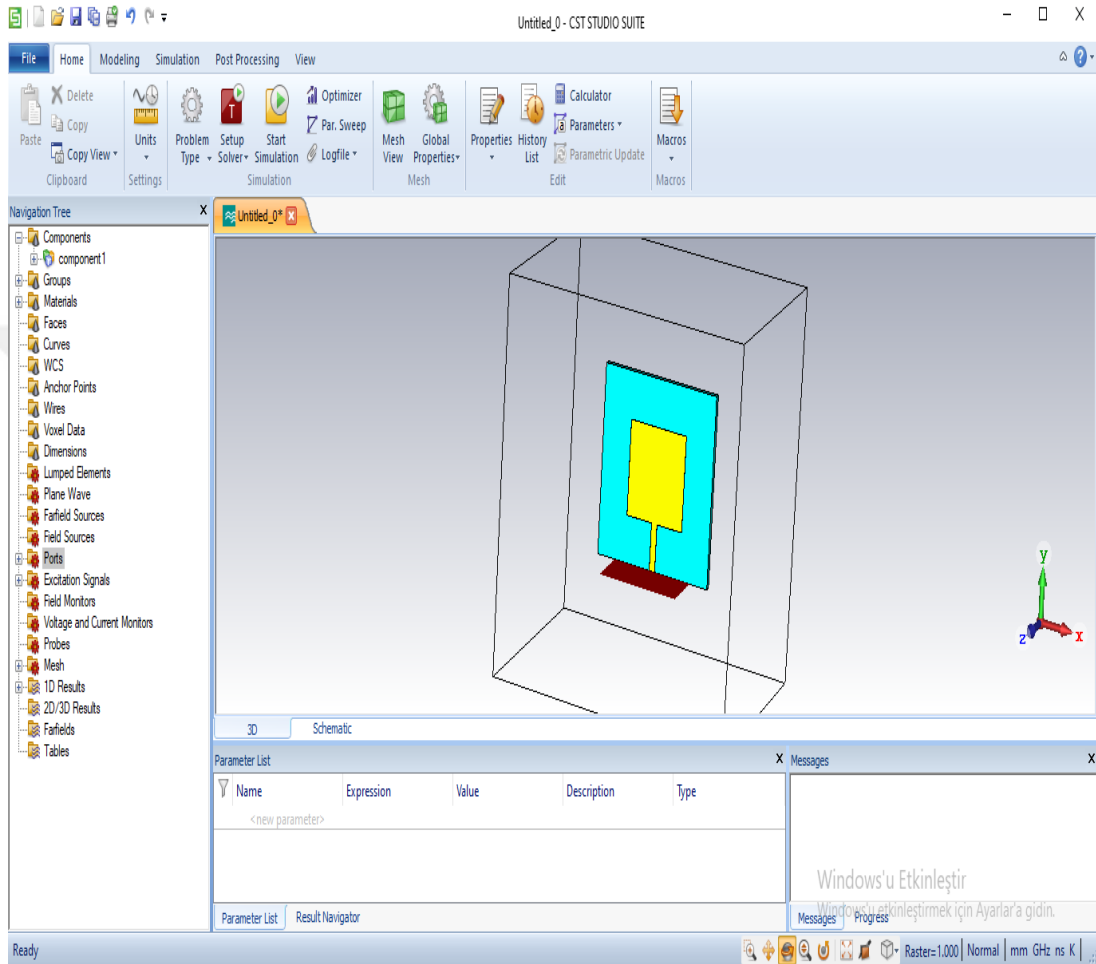 Untitled_0 - CST STUDIO SUITE
File Home Modeling Simulation Post Processing View
Paste
Delete
Copy
Copy View
Clipboard
Units
Settings
Problem Type
Setup Solver
Start Simulation
Optimizer
Par. Sweep
Logfile
Simulation
Mesh View
Global Properties
Mesh
Properties
History List
Calculator
Parameters
Parametric Update
Edit
Macros
Macros
Navigation Tree
Components
component1
Groups
Materials
Faces
Curves
WCS
Anchor Points
Wires
Voxel Data
Dimensions
Lumped Elements
Plane Wave
Farfield Sources
Field Sources
Ports
Excitation Signals
Field Monitors
Voltage and Current Monitors
Probes
Mesh
1D Results
2D/3D Results
Farfields
Tables
Untitled_0*
y
z
x
3D Schematic
Parameter List
Name Expression Value Description Type
<new parameter>
Parameter List Result Navigator
Messages
Windows'u Etkinleştir
Windows'u etkinleştirmek için Ayarlar'a gidin.
Messages Progress
Ready
Raster=1.000 Normal mm GHz ns K